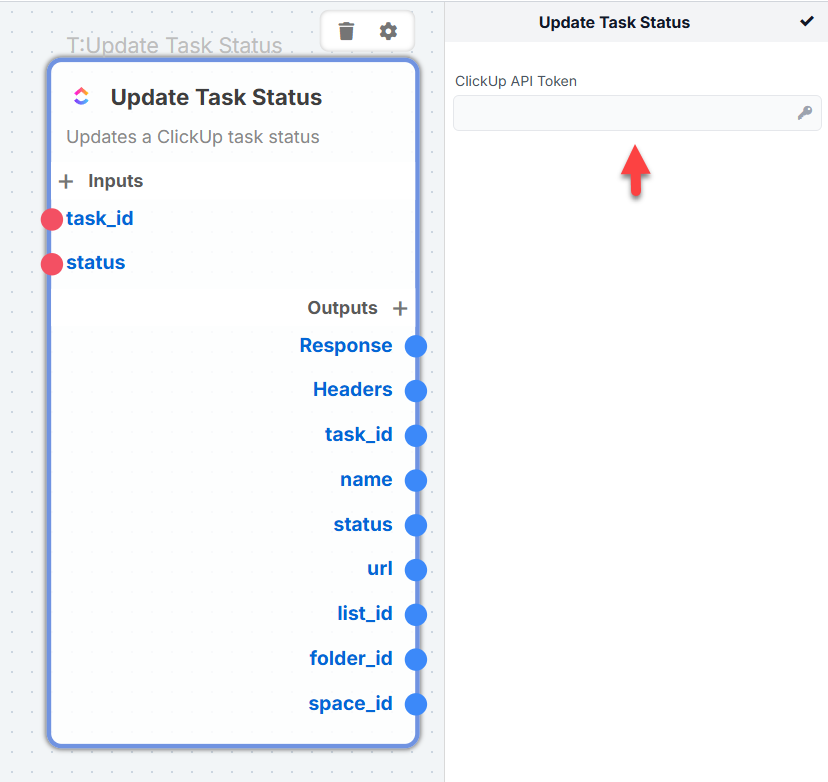 T:Update Task Status
Update Task Status
Updates a ClickUp task status
Inputs
task_id
status
Outputs
Response
Headers
task_id
name
status
url
list_id
folder_id
space_id
Update Task Status
ClickUp API Token